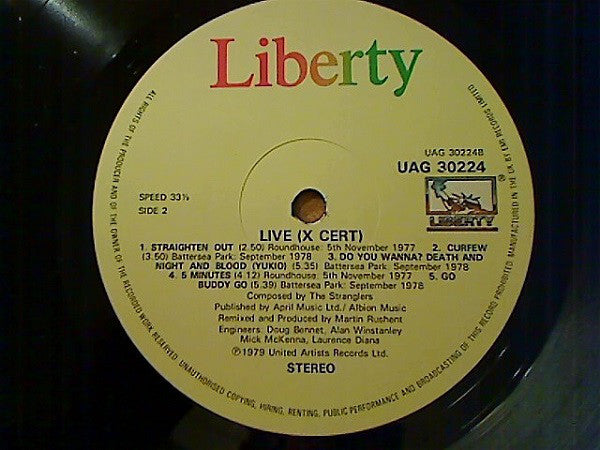 Liberty
UAG 30224B
UAG 30224
SPEED 33⅓
SIDE 2
LIBERTY
®
LIVE (X CERT)
1. STRAIGHTEN OUT (2.50) Roundhouse: 5th November 1977 2. CURFEW
(3.50) Battersea Park: September 1978 3. DO YOU WANNA? DEATH AND
NIGHT AND BLOOD (YUKIO) (5.35) Battersea Park: September 1978
4. 5 MINUTES (4.12) Roundhouse: 5th November 1977 5. GO
BUDDY GO (5.39) Battersea Park: September 1978
Composed by The Stranglers
Published by April Music Ltd./ Albion Music
Remixed and Produced by Martin Rushent
Engineers: Doug Bennet, Alan Winstanley
Mick McKenna, Laurence Diana
℗1979 United Artists Records Ltd.
STEREO
ALL RIGHTS OF THE PRODUCER AND OF THE OWNER OF THE RECORDED WORK RESERVED. UNAUTHORISED COPYING, HIRING, RENTING, PUBLIC PERFORMANCE AND BROADCASTING OF THIS RECORD PROHIBITED. MANUFACTURED IN THE UK BY EMI RECORDS LIMITED